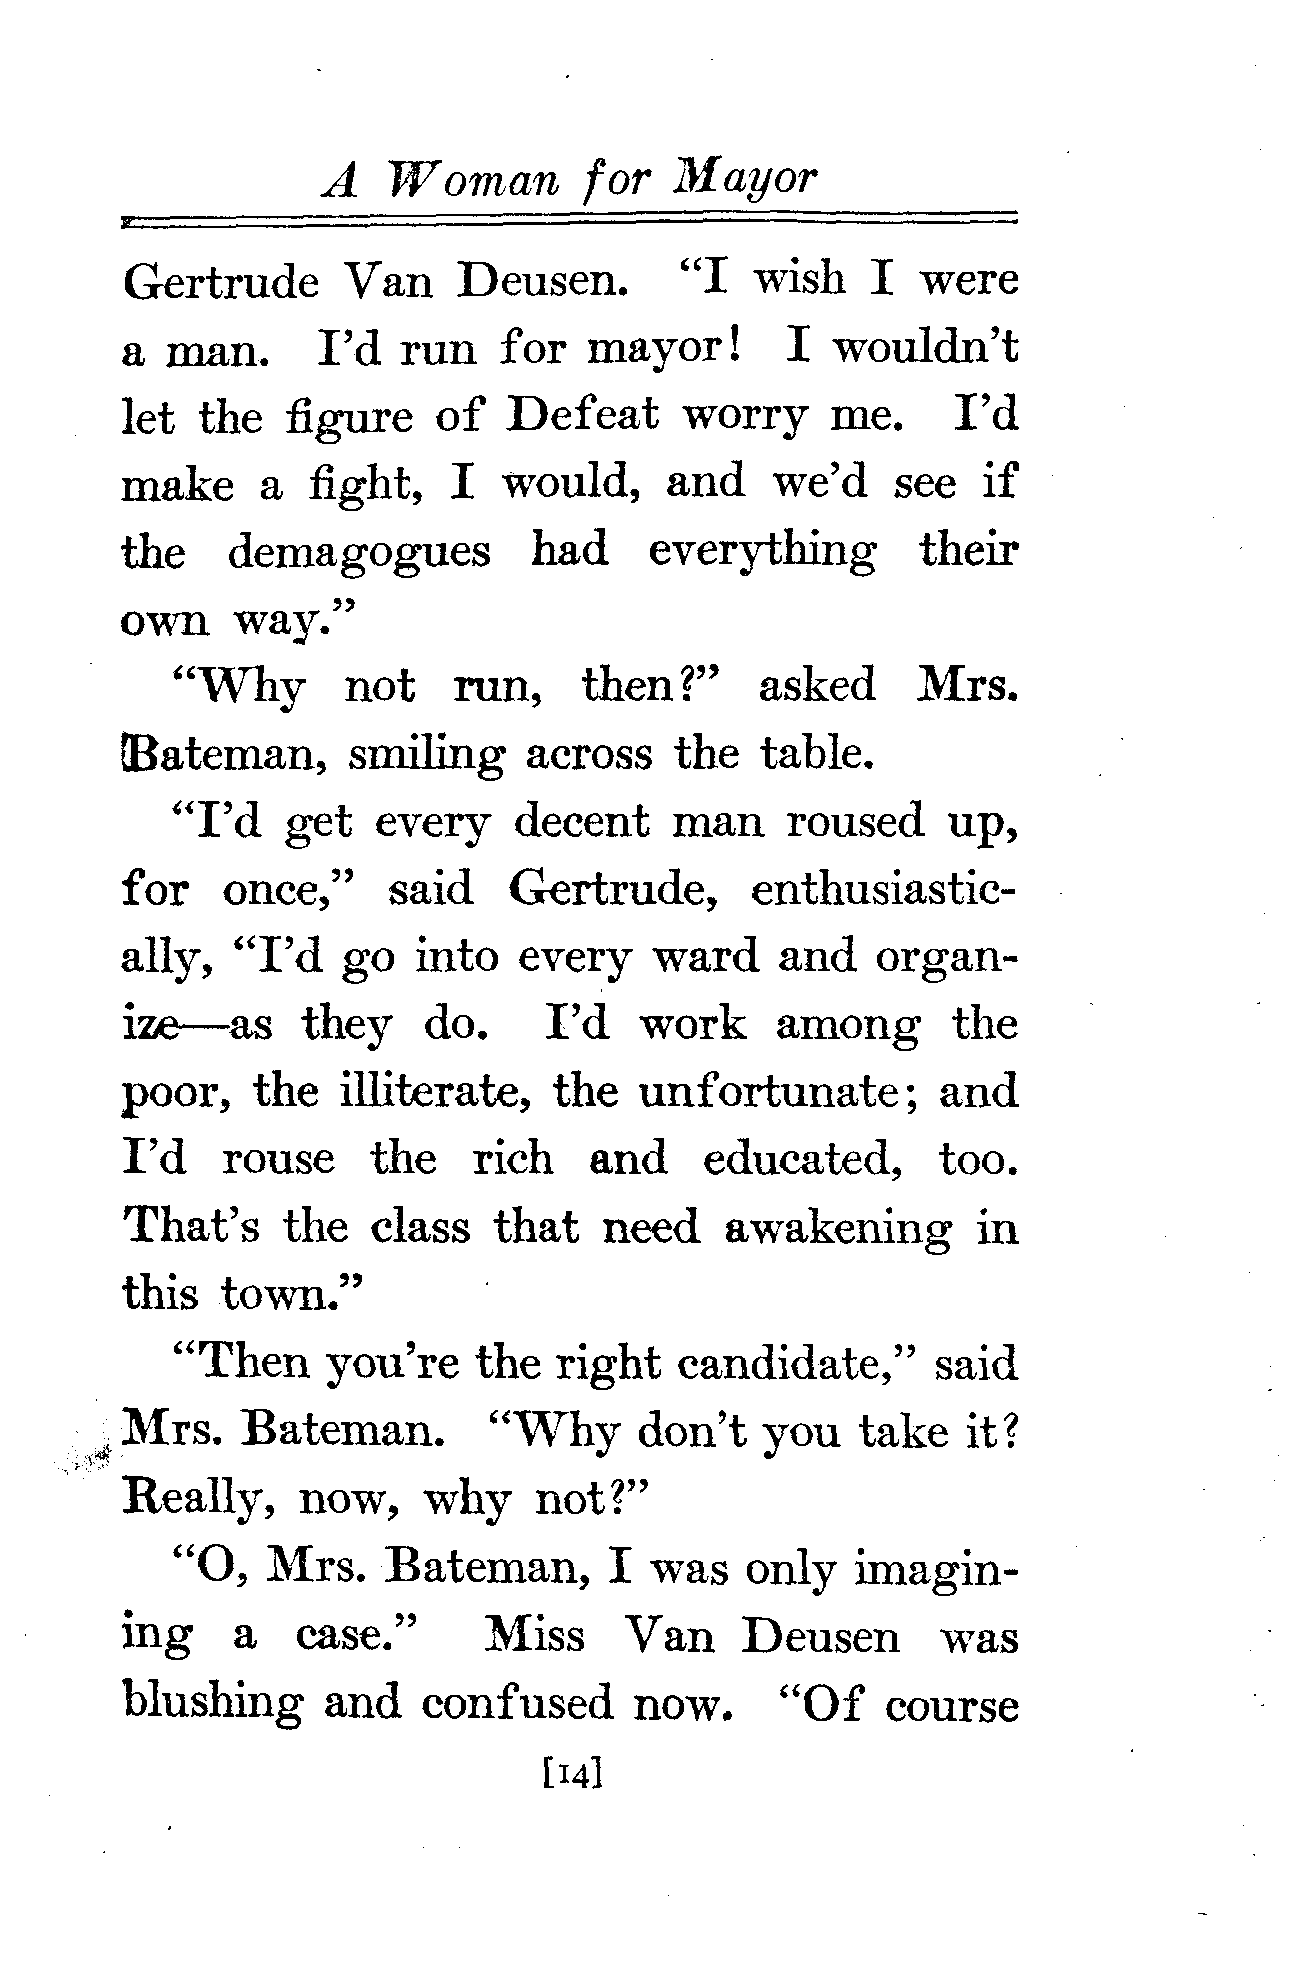 A Woman for Mayor
Gertrude Van Deusen. “I wish I were
a man. I’d run for mayor! I wouldn’t
let the figure of Defeat worry me. I’d
make a fight, I would, and we’d see if
the demagogues had everything their
own way.”
“Why not run, then?” asked Mrs.
Bateman, smiling across the table.
“I’d get every decent man roused up,
for once,” said Gertrude, enthusiastic-
ally, “I’d go into every ward and organ-
ize—as they do. I’d work among the
poor, the illiterate, the unfortunate; and
I’d rouse the rich and educated, too.
That’s the class that need awakening in
this town.”
“Then you’re the right candidate,” said
Mrs. Bateman. “Why don’t you take it?
Really, now, why not?”
“O, Mrs. Bateman, I was only imagin-
ing a case.” Miss Van Deusen was
blushing and confused now. “Of course
[14]